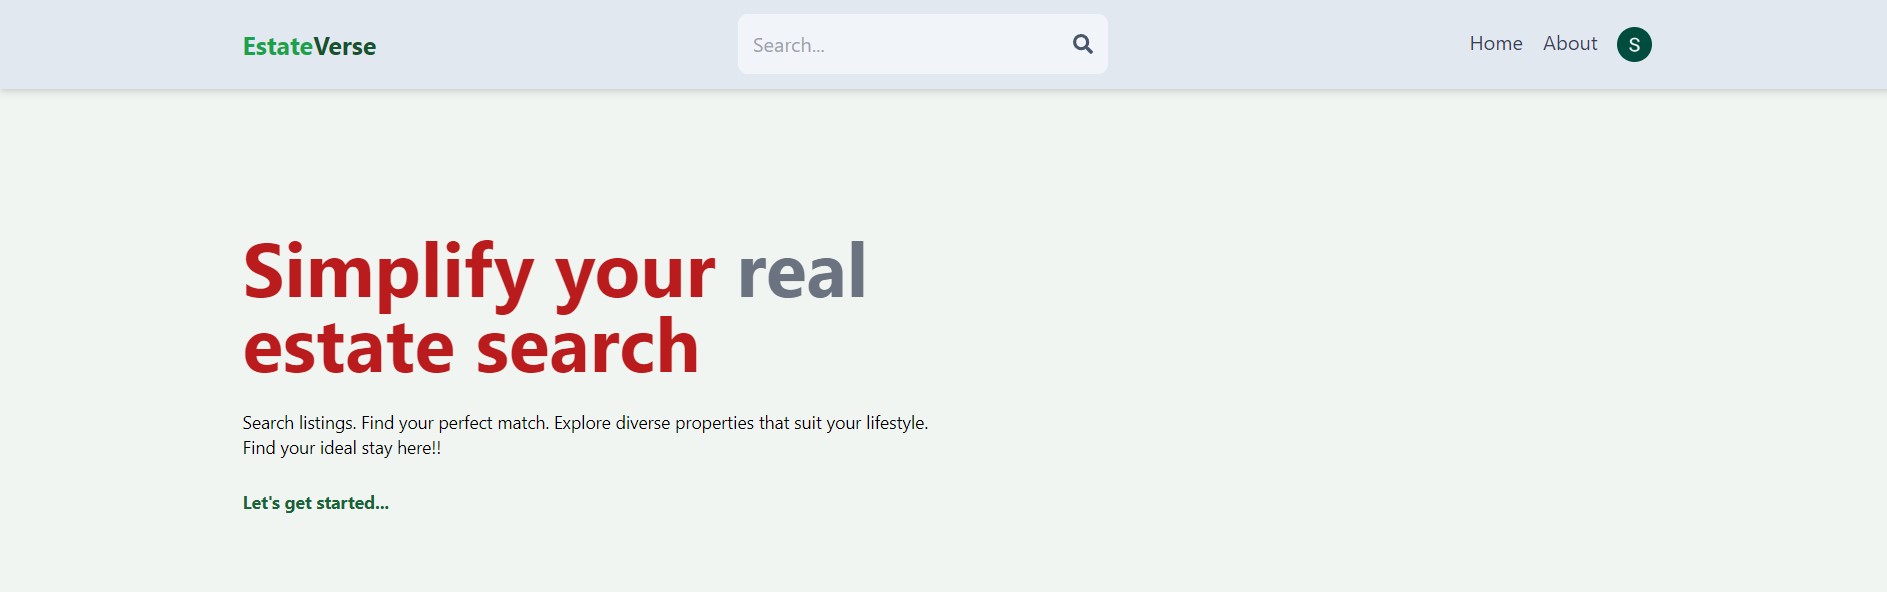 EstateVerse
Search...
Home
About
S
Simplify your real
estate search
Search listings. Find your perfect match. Explore diverse properties that suit your lifestyle.
Find your ideal stay here!!
Let's get started...